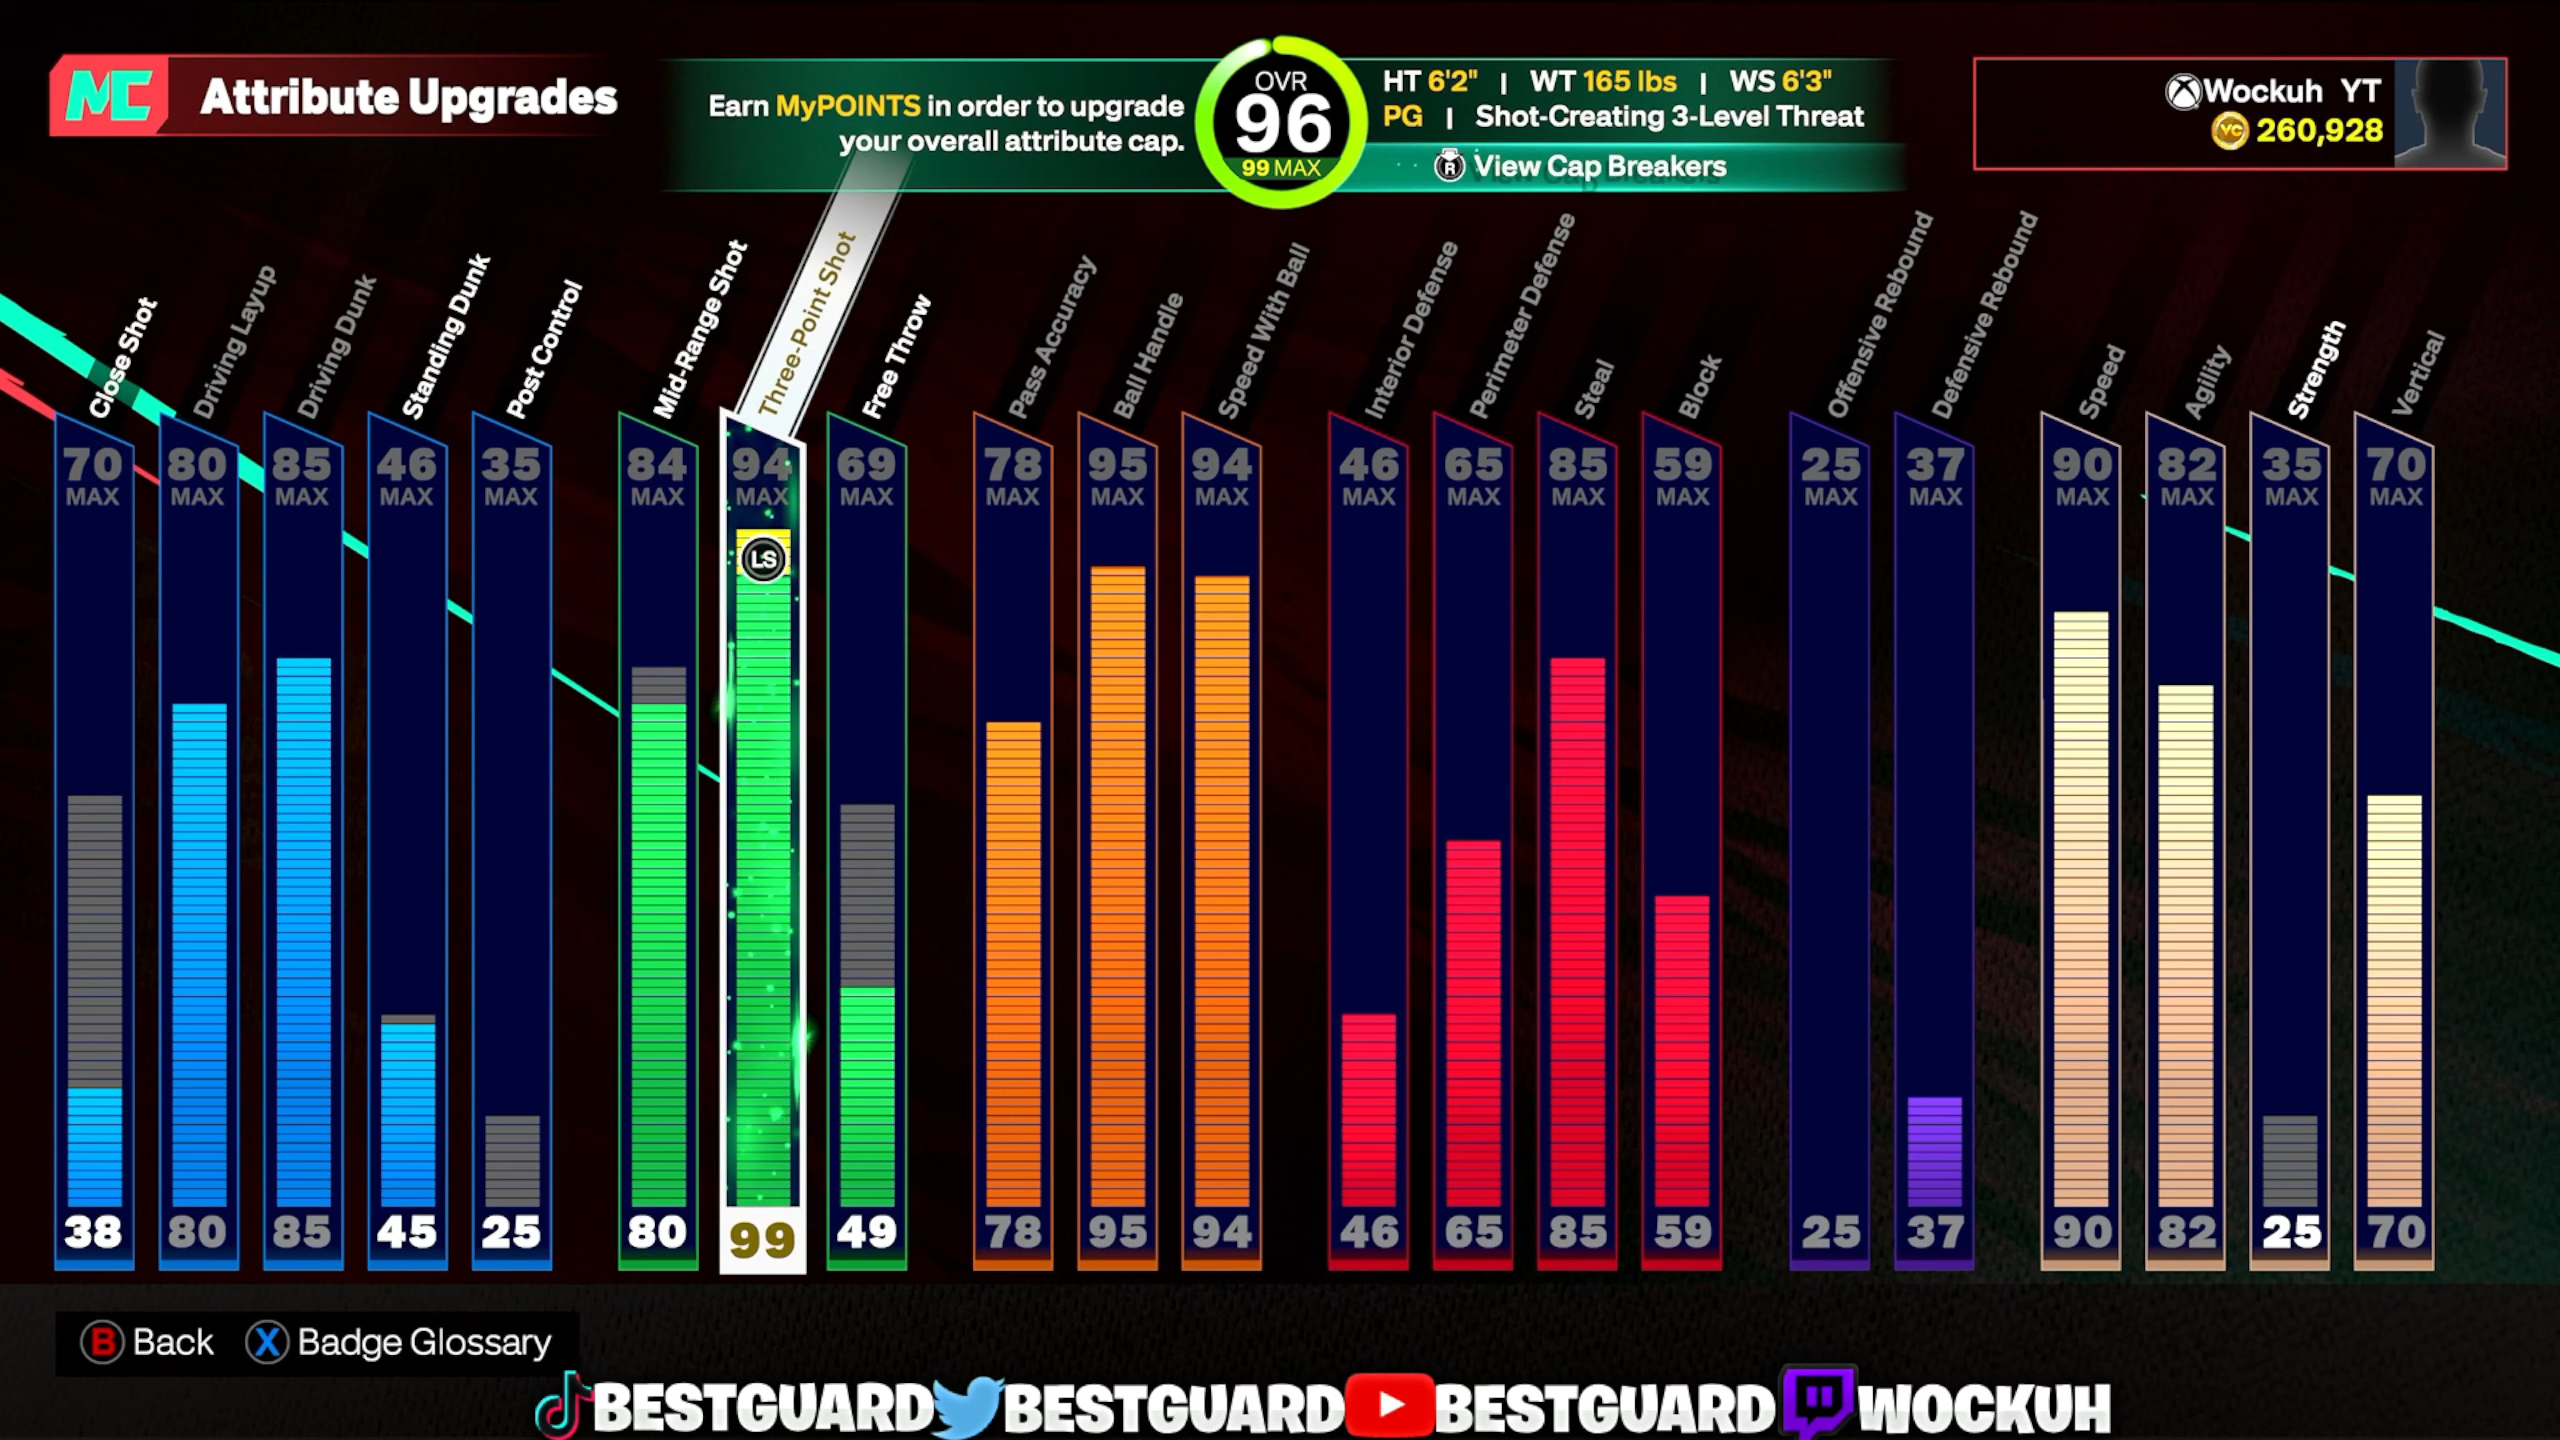 MC Attribute Upgrades
Earn MyPOINTS in order to upgrade
your overall attribute cap.
OVR
96
99 MAX
HT 6'2" | WT 165 lbs | WS 6'3"
PG | Shot-Creating 3-Level Threat
R View Cap Breakers
Wockuh YT
VC 260,928
Close Shot
Driving Layup
Driving Dunk
Standing Dunk
Post Control
Mid-Range Shot
Three-Point Shot
Free Throw
Pass Accuracy
Ball Handle
Speed With Ball
Interior Defense
Perimeter Defense
Steal
Block
Offensive Rebound
Defensive Rebound
Speed
Agility
Strength
Vertical
70 80 85 46 35 84 94 69 78 95 94 46 65 85 59 25 37 90 82 35 70
MAX MAX MAX MAX MAX MAX MAX MAX MAX MAX MAX MAX MAX MAX MAX MAX MAX MAX MAX MAX MAX
LS
38 80 85 45 25 80 99 49 78 95 94 46 65 85 59 25 37 90 82 25 70
B Back X Badge Glossary
BESTGUARD BESTGUARD BESTGUARD WOCKUH